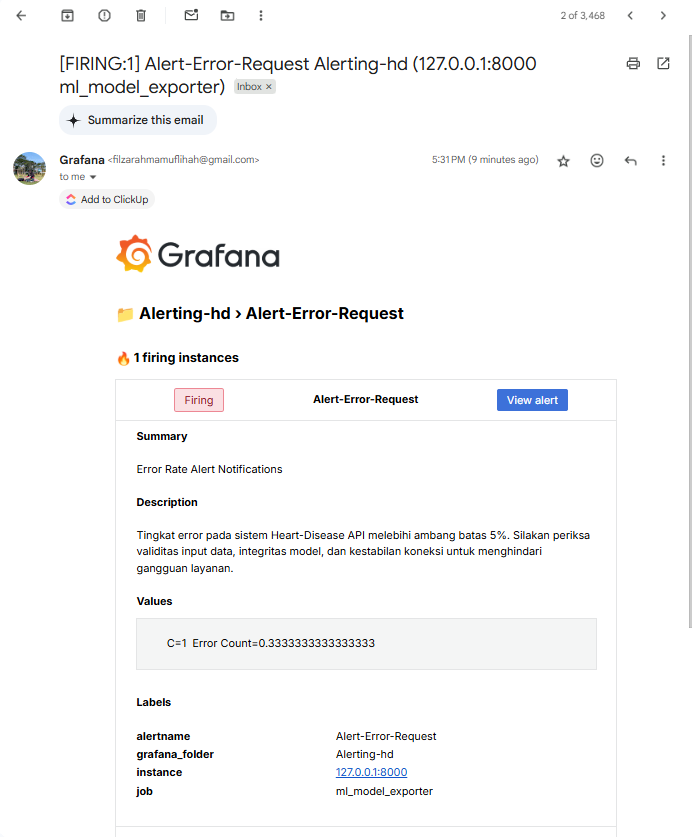 2 of 3,468
[FIRING:1] Alert-Error-Request Alerting-hd (127.0.0.1:8000
ml_model_exporter) Inbox ×
Summarize this email
Grafana <filzarahmamuflihah@gmail.com> 5:31 PM (9 minutes ago)
to me
Add to ClickUp
Grafana
Alerting-hd › Alert-Error-Request
1 firing instances
Firing Alert-Error-Request View alert
Summary
Error Rate Alert Notifications
Description
Tingkat error pada sistem Heart-Disease API melebihi ambang batas 5%. Silakan periksa
validitas input data, integritas model, dan kestabilan koneksi untuk menghindari
gangguan layanan.
Values
C=1 Error Count=0.3333333333333333
Labels
alertname Alert-Error-Request
grafana_folder Alerting-hd
instance 127.0.0.1:8000
job ml_model_exporter